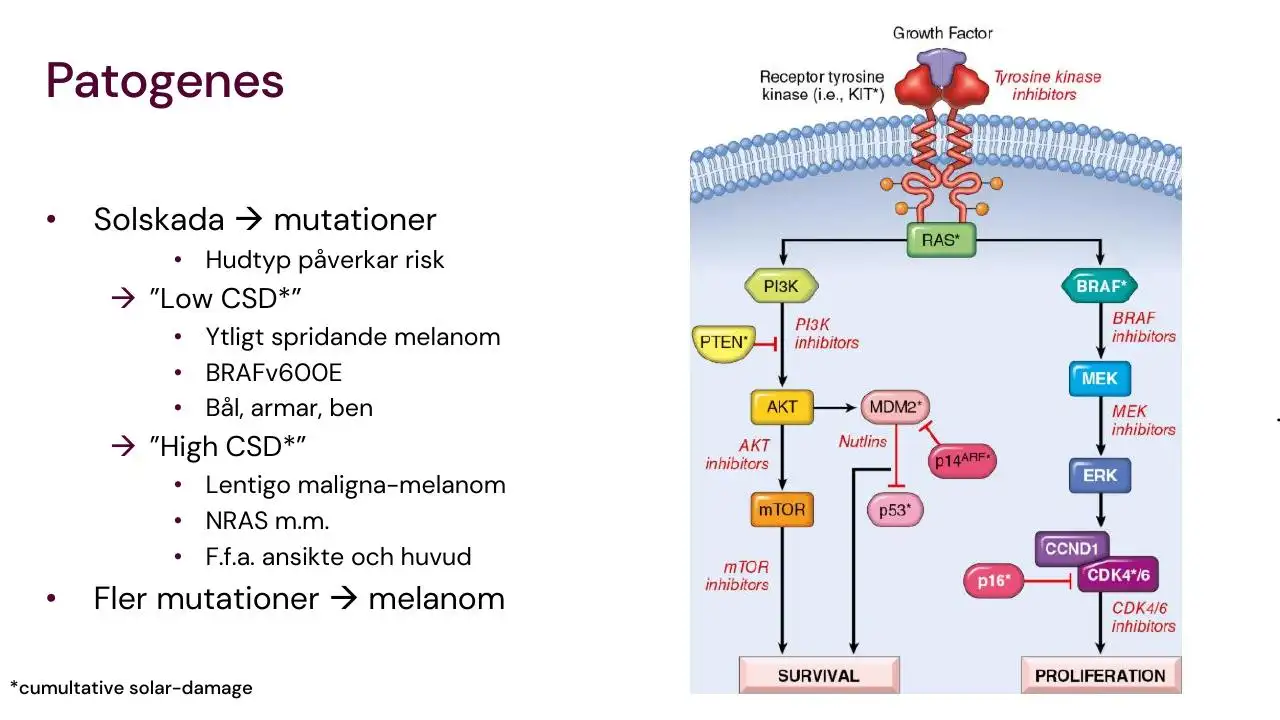 Patogenes
• Solskada → mutationer
• Hudtyp påverkar risk
→ ”Low CSD*”
• Ytligt spridande melanom
• BRAFv600E
• Bål, armar, ben
→ ”High CSD*”
• Lentigo maligna-melanom
• NRAS m.m.
• F.f.a. ansikte och huvud
• Fler mutationer → melanom
*cumultative solar-damage
Growth Factor
Receptor tyrosine
kinase (i.e., KIT*)
Tyrosine kinase
inhibitors
RAS*
PI3K
BRAF*
PI3K
inhibitors
BRAF
inhibitors
PTEN*
MEK
AKT
MDM2*
MEK
inhibitors
Nutlins
AKT
inhibitors
p14ARF*
ERK
mTOR
p53*
CCND1
CDK4*/6
p16*
mTOR
inhibitors
CDK4/6
inhibitors
SURVIVAL
PROLIFERATION